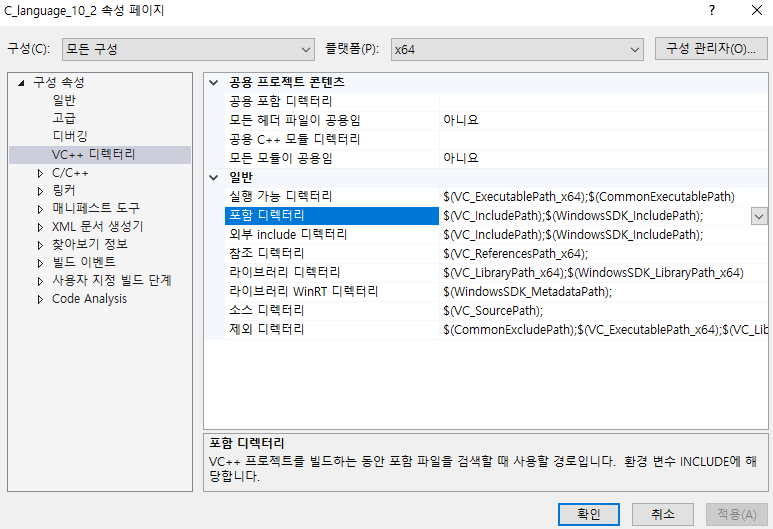 C_language_10_2 속성 페이지
? ×
구성(C): 모든 구성 플랫폼(P): x64 구성 관리자(O)...
구성 속성
일반
고급
디버깅
VC++ 디렉터리
C/C++
링커
매니페스트 도구
XML 문서 생성기
찾아보기 정보
빌드 이벤트
사용자 지정 빌드 단계
Code Analysis
공용 프로젝트 콘텐츠
공용 포함 디렉터리
모든 헤더 파일이 공용임 아니요
공용 C++ 모듈 디렉터리
모든 모듈이 공용임 아니요
일반
실행 가능 디렉터리 $(VC_ExecutablePath_x64);$(CommonExecutablePath)
포함 디렉터리 $(VC_IncludePath);$(WindowsSDK_IncludePath);
외부 include 디렉터리 $(VC_IncludePath);$(WindowsSDK_IncludePath);
참조 디렉터리 $(VC_ReferencesPath_x64);
라이브러리 디렉터리 $(VC_LibraryPath_x64);$(WindowsSDK_LibraryPath_x64)
라이브러리 WinRT 디렉터리 $(WindowsSDK_MetadataPath);
소스 디렉터리 $(VC_SourcePath);
제외 디렉터리 $(CommonExcludePath);$(VC_ExecutablePath_x64);$(VC_Lib
포함 디렉터리
VC++ 프로젝트를 빌드하는 동안 포함 파일을 검색할 때 사용할 경로입니다. 환경 변수 INCLUDE에 해
당합니다.
확인 취소 적용(A)